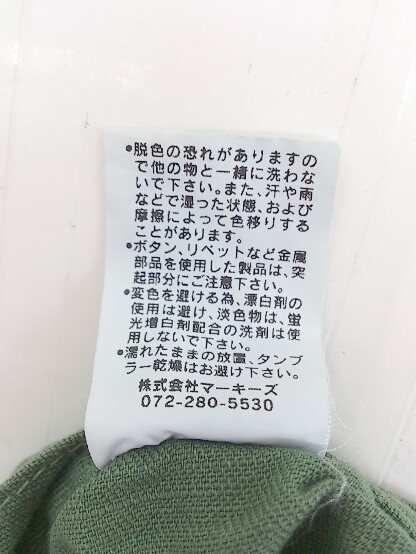 •脱色の恐れがありますの
で他の物と一緒に洗わな
いで下さい。また、汗や雨
などで湿った状態、および
摩擦によって色移りする
ことがあります。
•ボタン、リベットなど金属
部品を使用した製品は、突
起部分にご注意下さい。
•変色を避ける為、漂白剤の
使用は避け、淡色物は、蛍
光増白剤配合の洗剤は使
用しないで下さい。
•濡れたままの放置、タンブ
ラー乾燥はお避け下さい。
株式会社マーキーズ
072-280-5530